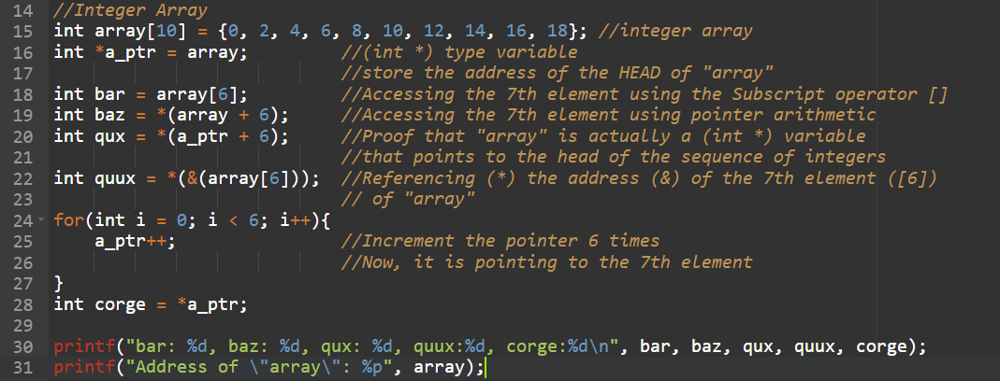 14 //Integer Array
15 int array[10] = {0, 2, 4, 6, 8, 10, 12, 14, 16, 18}; //integer array
16 int *a_ptr = array; //(int *) type variable
17 //store the address of the HEAD of "array"
18 int bar = array[6]; //Accessing the 7th element using the Subscript operator []
19 int baz = *(array + 6); //Accessing the 7th element using pointer arithmetic
20 int qux = *(a_ptr + 6); //Proof that "array" is actually a (int *) variable
21 //that points to the head of the sequence of integers
22 int quux = *(&(array[6])); //Referencing (*) the address (&) of the 7th element ([6])
23 // of "array"
24 for(int i = 0; i < 6; i++){
25 a_ptr++; //Increment the pointer 6 times
26 //Now, it is pointing to the 7th element
27 }
28 int corge = *a_ptr;
29
30 printf("bar: %d, baz: %d, qux: %d, quux:%d, corge:%d\n", bar, baz, qux, quux, corge);
31 printf("Address of \"array\": %p", array);